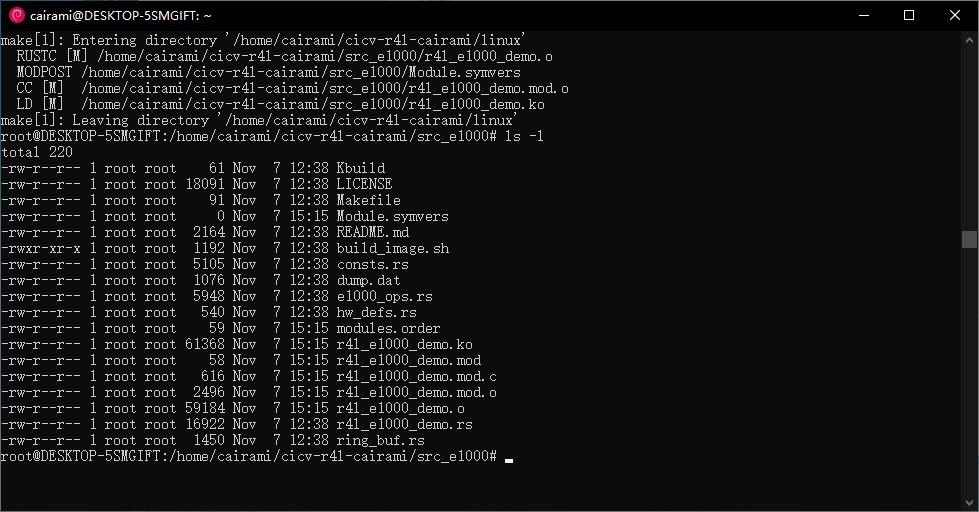 cairami@DESKTOP-5SMGIFT: ~
make[1]: Entering directory '/home/cairami/cicv-r4l-cairami/linux'
  RUSTC [M] /home/cairami/cicv-r4l-cairami/src_e1000/r4l_e1000_demo.o
  MODPOST /home/cairami/cicv-r4l-cairami/src_e1000/Module.symvers
  CC [M]  /home/cairami/cicv-r4l-cairami/src_e1000/r4l_e1000_demo.mod.o
  LD [M]  /home/cairami/cicv-r4l-cairami/src_e1000/r4l_e1000_demo.ko
make[1]: Leaving directory '/home/cairami/cicv-r4l-cairami/linux'
root@DESKTOP-5SMGIFT:/home/cairami/cicv-r4l-cairami/src_e1000# ls -l
total 220
-rw-r--r-- 1 root root    61 Nov  7 12:38 Kbuild
-rw-r--r-- 1 root root 18091 Nov  7 12:38 LICENSE
-rw-r--r-- 1 root root    91 Nov  7 12:38 Makefile
-rw-r--r-- 1 root root     0 Nov  7 15:15 Module.symvers
-rw-r--r-- 1 root root  2164 Nov  7 12:38 README.md
-rwxr-xr-x 1 root root  1192 Nov  7 12:38 build_image.sh
-rw-r--r-- 1 root root  5105 Nov  7 12:38 consts.rs
-rw-r--r-- 1 root root  1076 Nov  7 12:38 dump.dat
-rw-r--r-- 1 root root  5948 Nov  7 12:38 e1000_ops.rs
-rw-r--r-- 1 root root   540 Nov  7 12:38 hw_defs.rs
-rw-r--r-- 1 root root    59 Nov  7 15:15 modules.order
-rw-r--r-- 1 root root 61368 Nov  7 15:15 r4l_e1000_demo.ko
-rw-r--r-- 1 root root    58 Nov  7 15:15 r4l_e1000_demo.mod
-rw-r--r-- 1 root root   616 Nov  7 15:15 r4l_e1000_demo.mod.c
-rw-r--r-- 1 root root  2496 Nov  7 15:15 r4l_e1000_demo.mod.o
-rw-r--r-- 1 root root 59184 Nov  7 15:15 r4l_e1000_demo.o
-rw-r--r-- 1 root root 16922 Nov  7 12:38 r4l_e1000_demo.rs
-rw-r--r-- 1 root root  1450 Nov  7 12:38 ring_buf.rs
root@DESKTOP-5SMGIFT:/home/cairami/cicv-r4l-cairami/src_e1000#